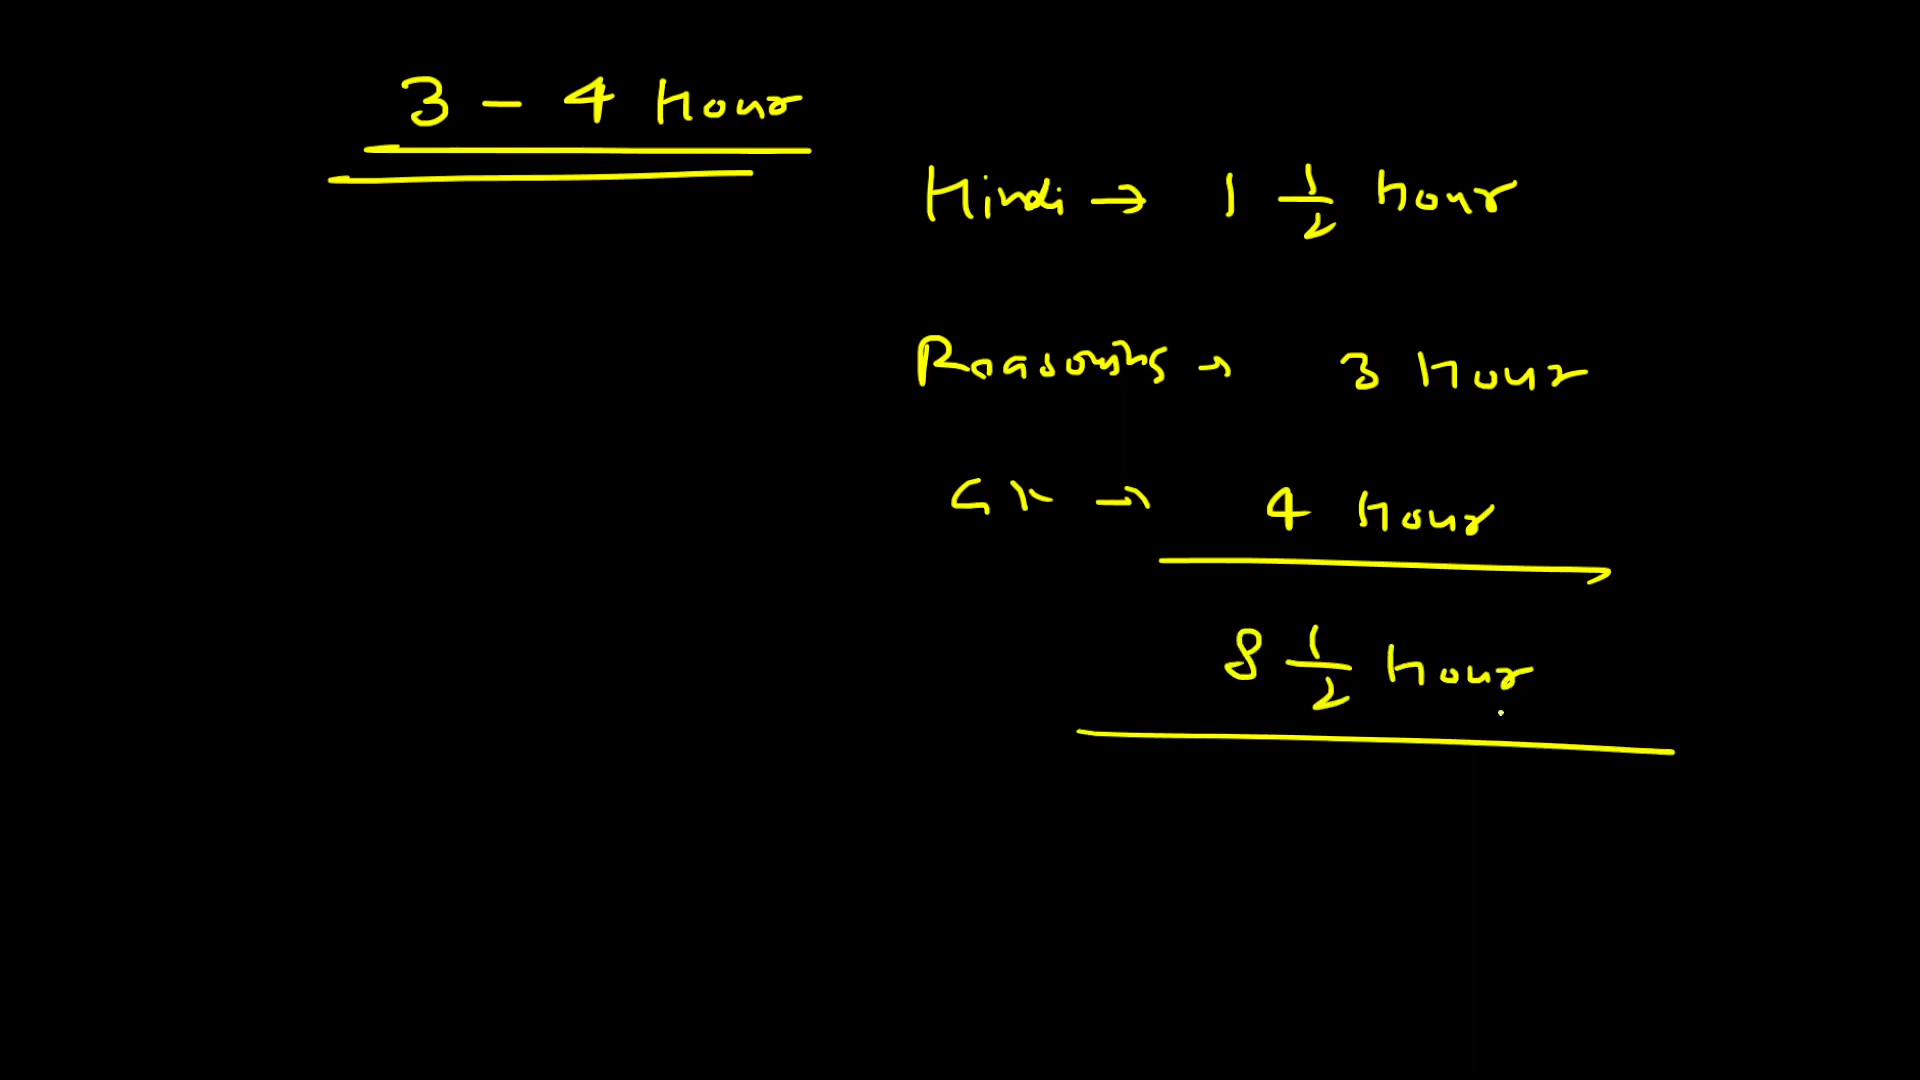 3 - 4 Hour
Hindi → 1 1/2 hour
Reasoning → 3 Hour
GK → 4 Hour
8 1/2 hour